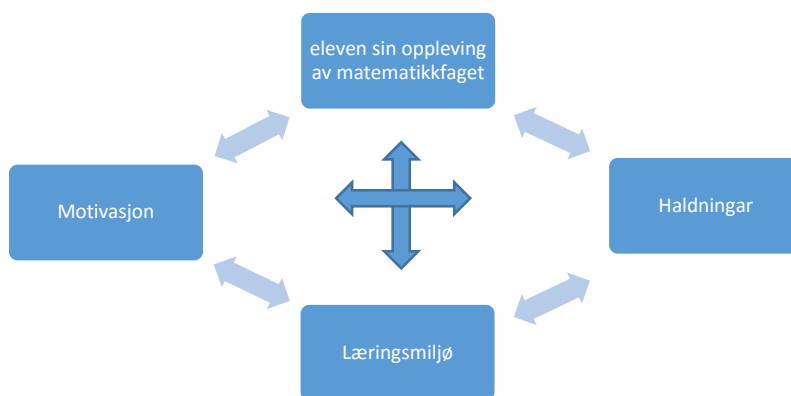 eleven sin oppleving
av matematikkfaget
Motivasjon
Haldningar
Læringsmiljø